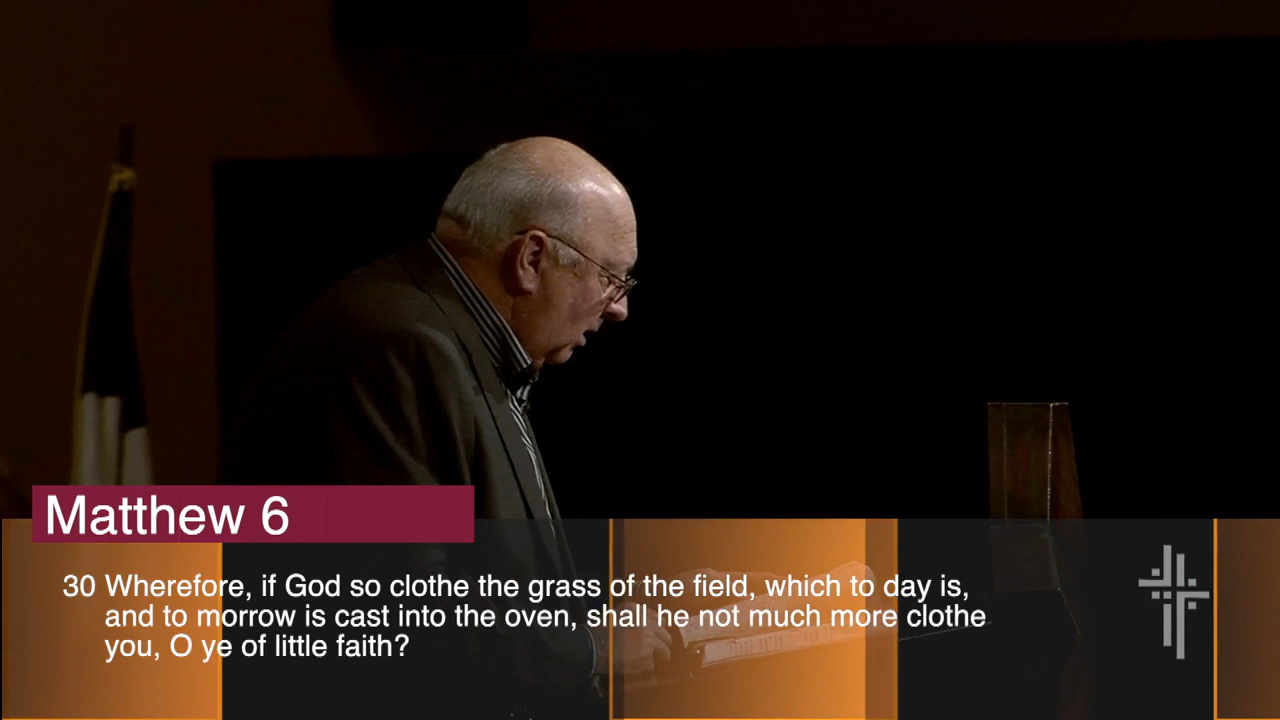 Matthew 6
30 Wherefore, if God so clothe the grass of the field, which to day is,
and to morrow is cast into the oven, shall he not much more clothe
you, O ye of little faith?